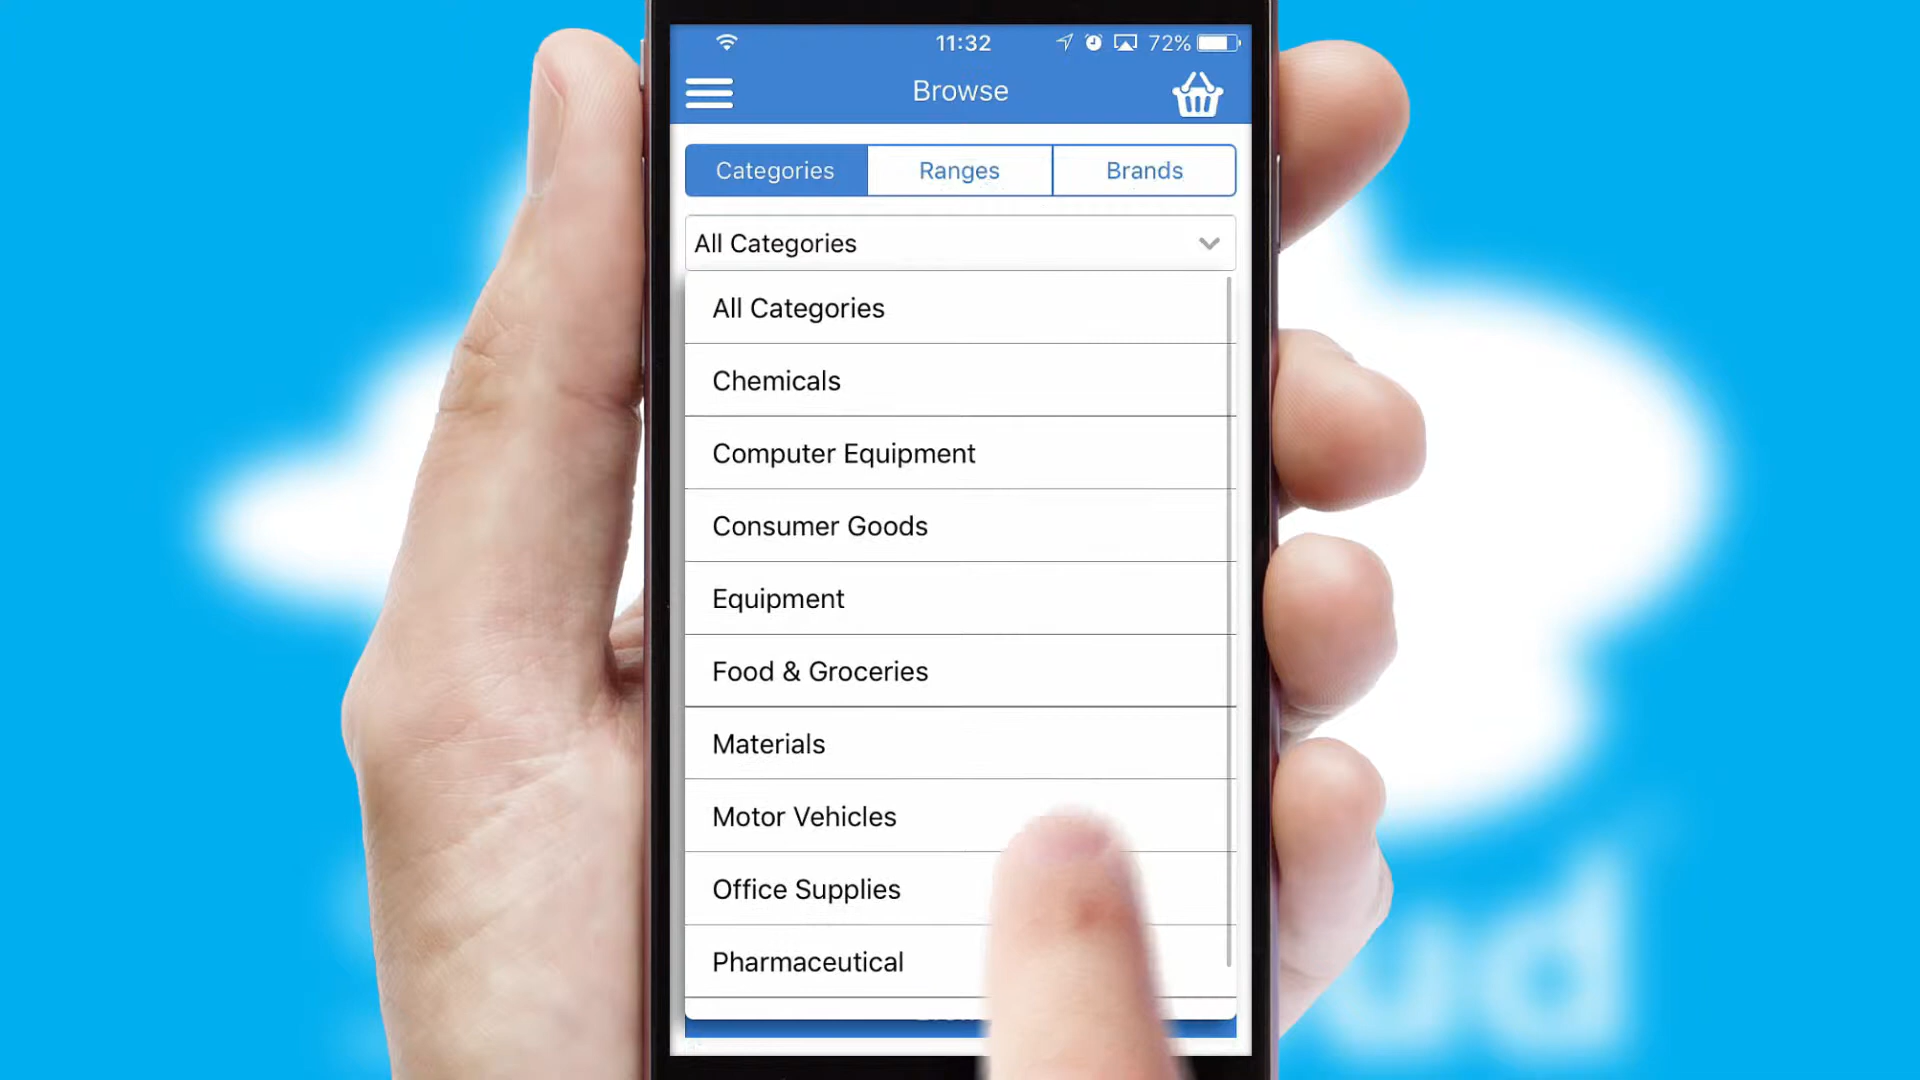 11:32
72%
Browse
Categories
Ranges
Brands
All Categories
All Categories
Chemicals
Computer Equipment
Consumer Goods
Equipment
Food & Groceries
Materials
Motor Vehicles
Office Supplies
Pharmaceutical
ud